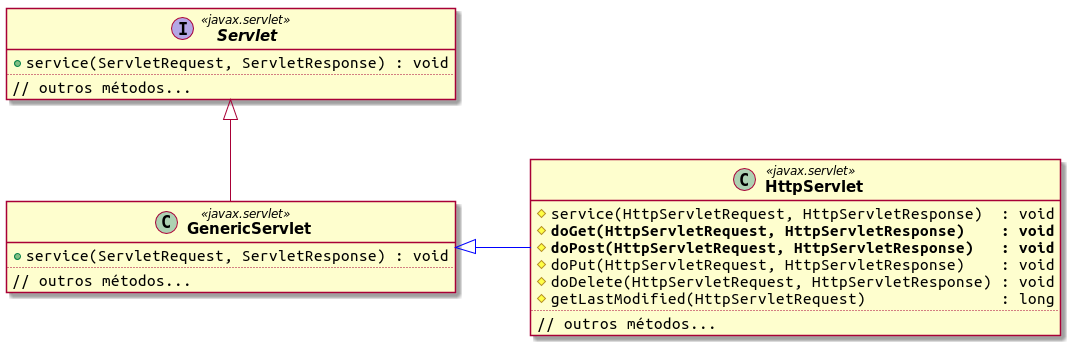 «javax.servlet»
I Servlet
service(ServletRequest, ServletResponse) : void
// outros métodos...
«javax.servlet»
C GenericServlet
service(ServletRequest, ServletResponse) : void
// outros métodos...
«javax.servlet»
C HttpServlet
service(HttpServletRequest, HttpServletResponse)  : void
doGet(HttpServletRequest, HttpServletResponse)    : void
doPost(HttpServletRequest, HttpServletResponse)   : void
doPut(HttpServletRequest, HttpServletResponse)    : void
doDelete(HttpServletRequest, HttpServletResponse) : void
getLastModified(HttpServletRequest)               : long
// outros métodos...